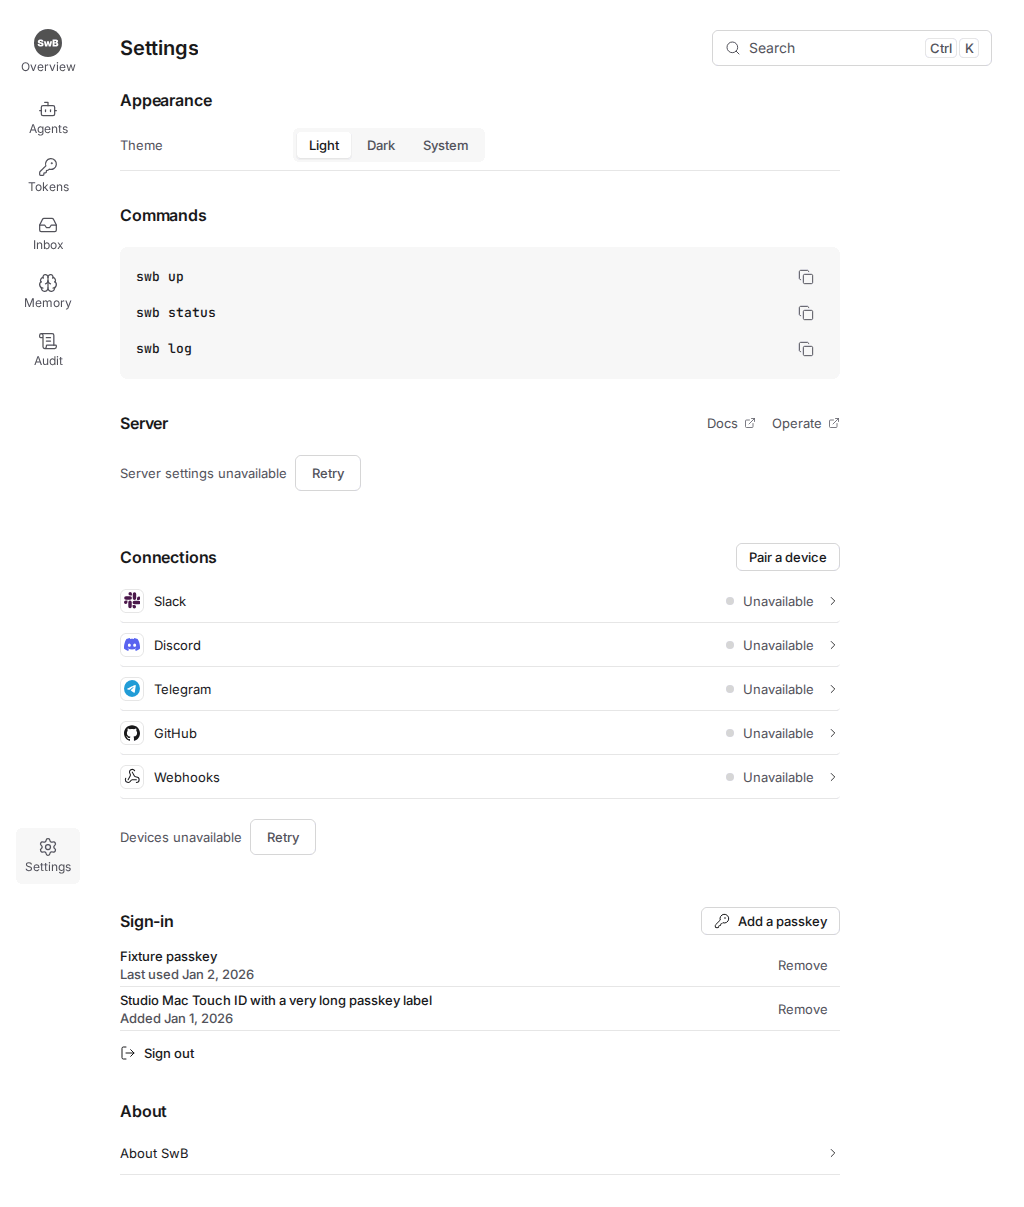 SwB
Overview
Agents
Tokens
Inbox
Memory
Audit
Settings
Settings
Search
Ctrl K
Appearance
Theme
Light Dark System
Commands
swb up
swb status
swb log
Server
Docs Operate
Server settings unavailable Retry
Connections
Pair a device
Slack Unavailable
Discord Unavailable
Telegram Unavailable
GitHub Unavailable
Webhooks Unavailable
Devices unavailable Retry
Sign-in
Add a passkey
Fixture passkey
Last used Jan 2, 2026
Remove
Studio Mac Touch ID with a very long passkey label
Added Jan 1, 2026
Remove
Sign out
About
About SwB